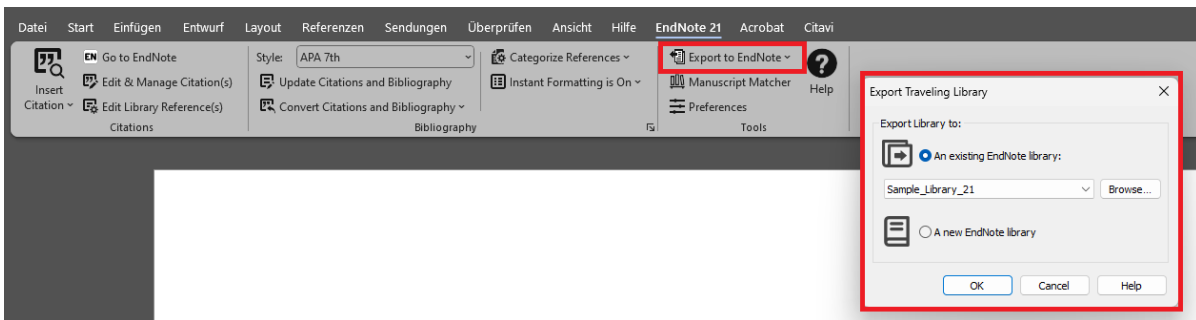 Datei Start Einfügen Entwurf Layout Referenzen Sendungen Überprüfen Ansicht Hilfe EndNote 21 Acrobat Citavi
Insert
Citation
EN Go to EndNote
Edit & Manage Citation(s)
Edit Library Reference(s)
Citations
Style: APA 7th
Update Citations and Bibliography
Convert Citations and Bibliography
Categorize References
Instant Formatting is On
Bibliography
Export to EndNote
Manuscript Matcher
Preferences
Help
Tools
Export Traveling Library
Export Library to:
An existing EndNote library:
Sample_Library_21 Browse...
A new EndNote library
OK Cancel Help